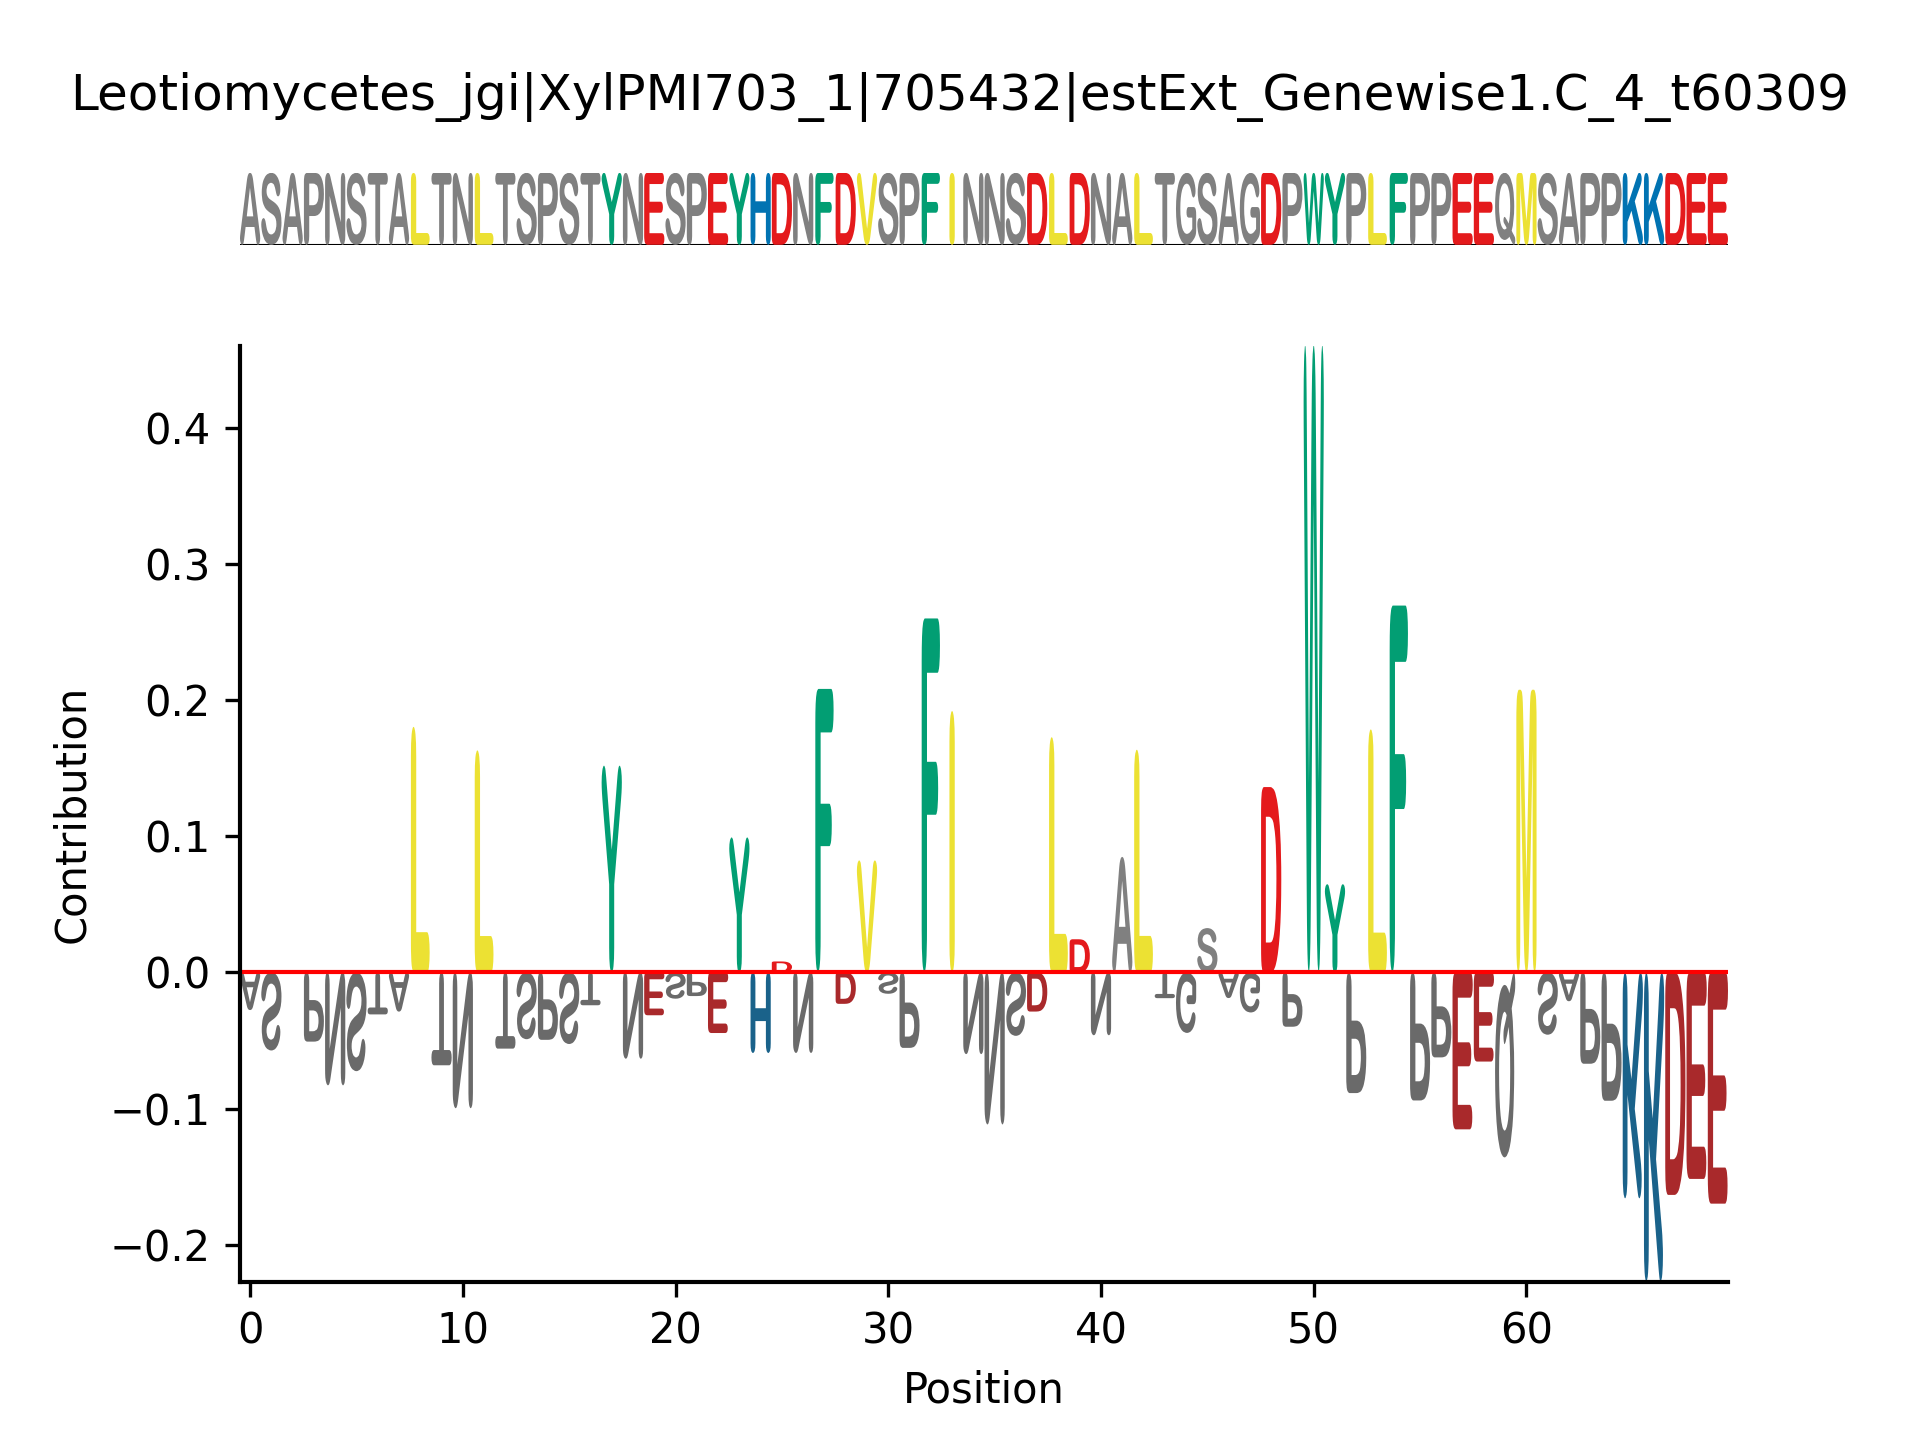 Leotiomycetes_jgi|XylPMI703_1|705432|estExt_Genewise1.C_4_t60309
ASAPNSTALTNLTSPSTYNESPEYHDNFDVSPFINNSDLDNALTGSAGDPWYPLFPPEEQMSAPPKKDEE
Contribution
0.4
0.3
0.2
0.1
0.0
−0.1
−0.2
0 10 20 30 40 50 60
Position